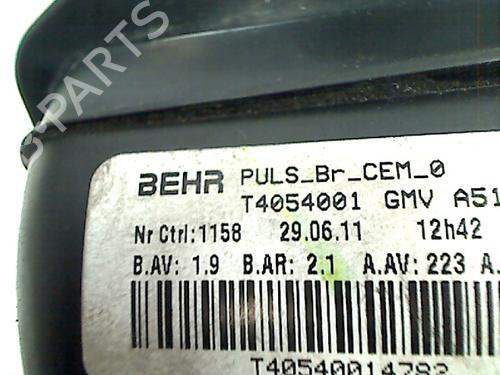 B-PARTS
BEHR PULS_Br_CEM_0
T4054001 GMV A51
Nr Ctrl:1158 29.06.11 12h42
B.AV: 1.9 B.AR: 2.1 A.AV: 223 A.
T40540014782